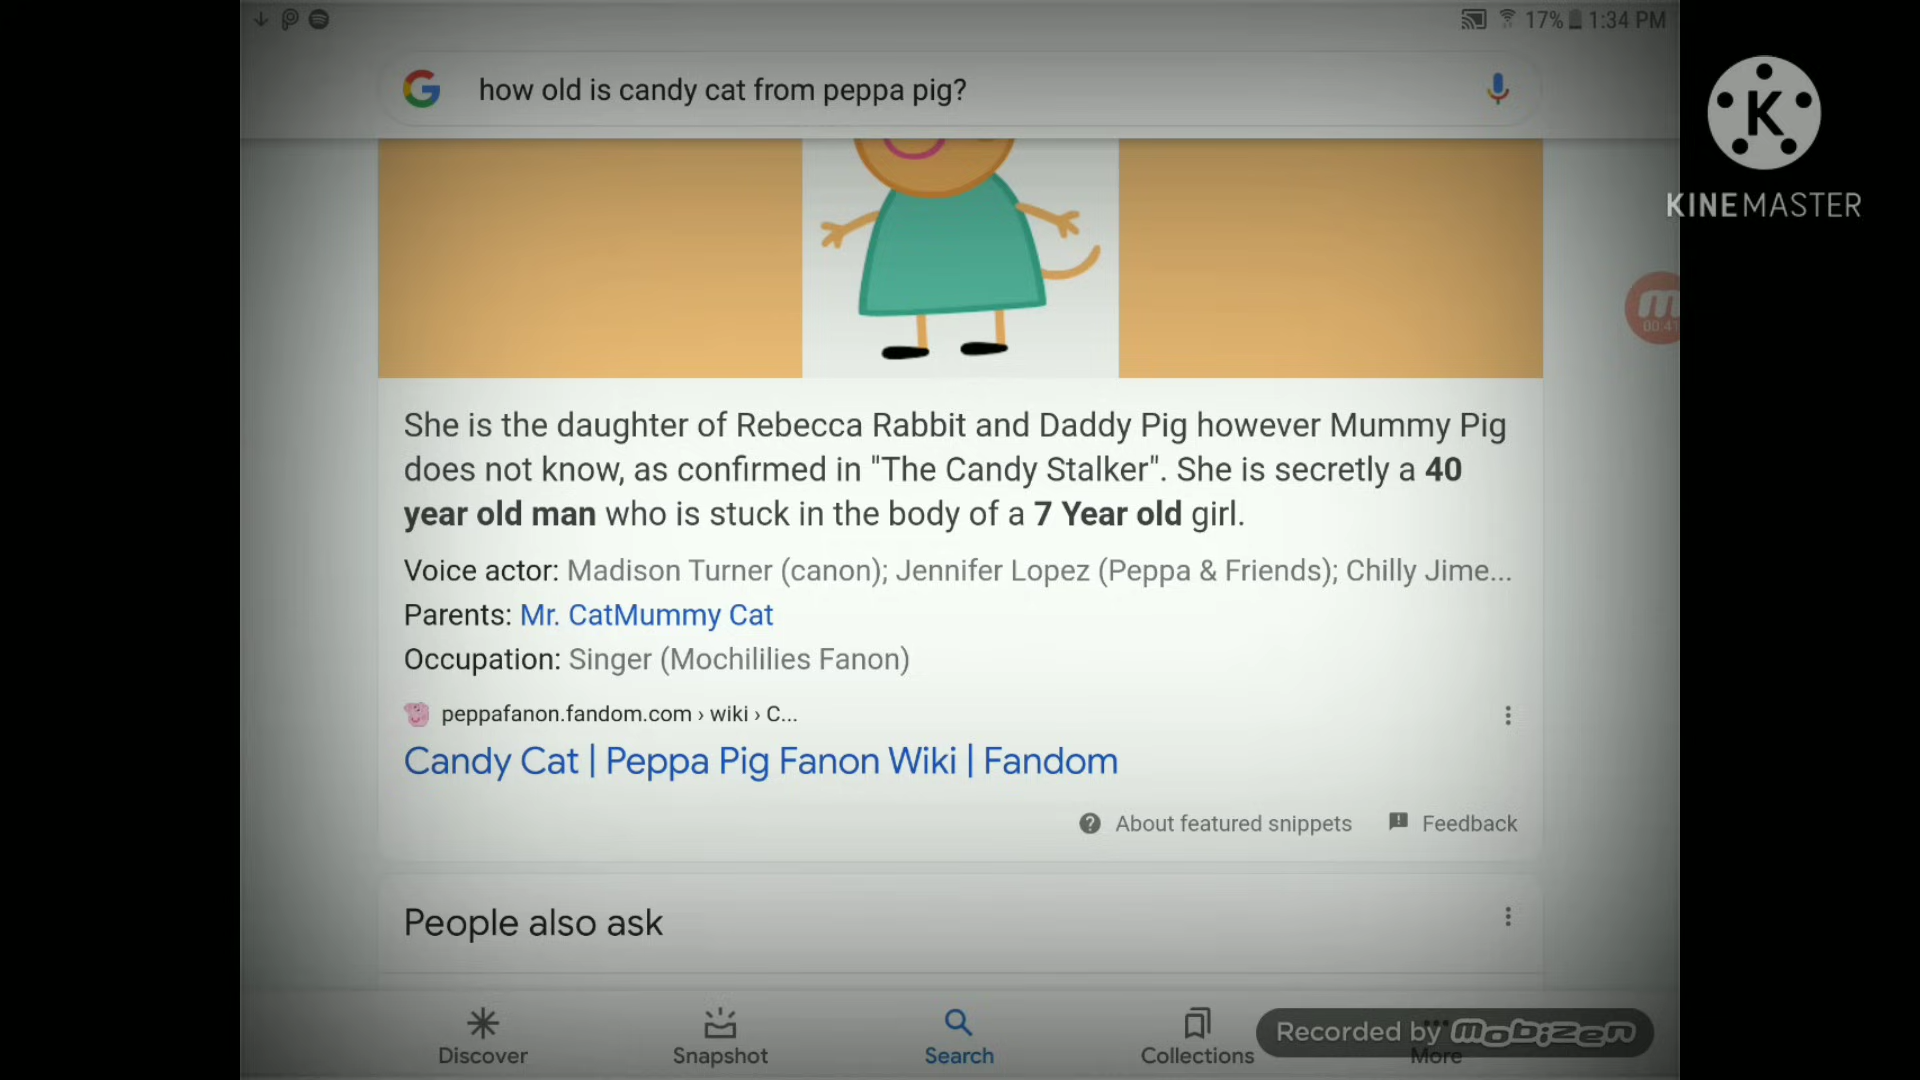 17% 1:34 PM
how old is candy cat from peppa pig?
K
KINEMASTER
00:41
She is the daughter of Rebecca Rabbit and Daddy Pig however Mummy Pig
does not know, as confirmed in "The Candy Stalker". She is secretly a 40
year old man who is stuck in the body of a 7 Year old girl.
Voice actor: Madison Turner (canon); Jennifer Lopez (Peppa & Friends); Chilly Jime...
Parents: Mr. CatMummy Cat
Occupation: Singer (Mochililies Fanon)
peppafanon.fandom.com › wiki › C...
Candy Cat | Peppa Pig Fanon Wiki | Fandom
About featured snippets Feedback
People also ask
Recorded by mobizen
Discover Snapshot Search Collections More